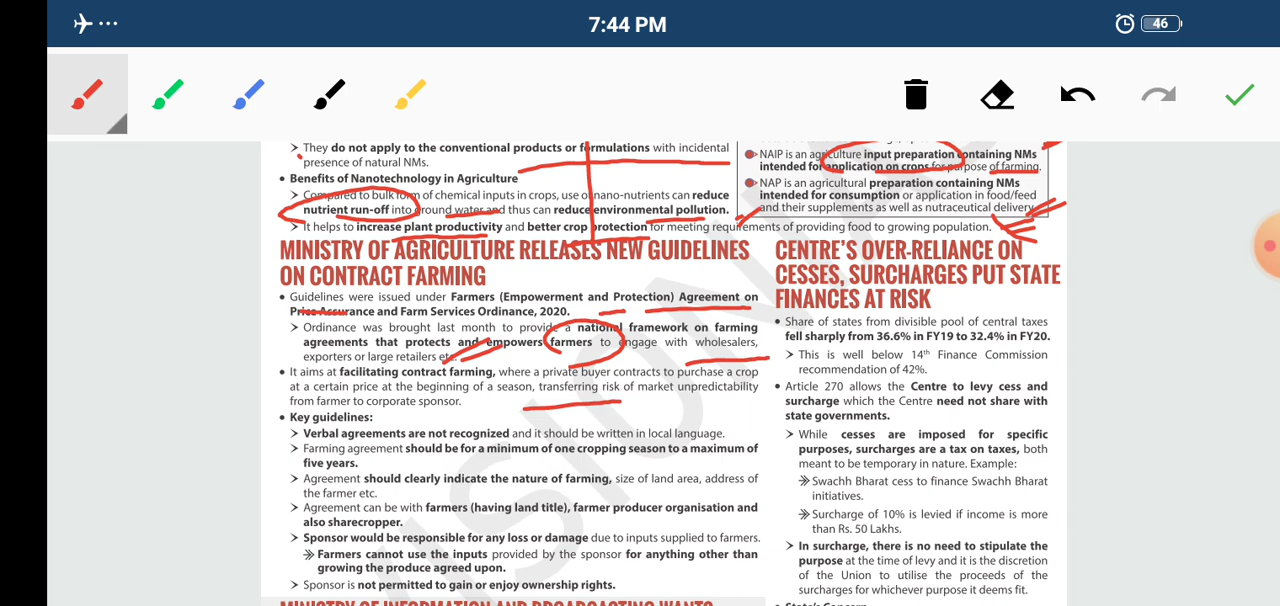 7:44 PM
46
They do not apply to the conventional products or formulations with incidental
presence of natural NMs.
• Benefits of Nanotechnology in Agriculture
Compared to bulk form of chemical inputs in crops, use of nano-nutrients can reduce
nutrient run-off into ground water and thus can reduce environmental pollution.
It helps to increase plant productivity and better crop protection for meeting requirements of providing food to growing population.
NAIP is an agriculture input preparation containing NMs
intended for application on crops for purpose of farming.
NAP is an agricultural preparation containing NMs
intended for consumption or application in food/feed
and their supplements as well as nutraceutical delivery
MINISTRY OF AGRICULTURE RELEASES NEW GUIDELINES
ON CONTRACT FARMING
• Guidelines were issued under Farmers (Empowerment and Protection) Agreement on
Price Assurance and Farm Services Ordinance, 2020.
Ordinance was brought last month to provide a national framework on farming
agreements that protects and empowers farmers to engage with wholesalers,
exporters or large retailers etc.
• It aims at facilitating contract farming, where a private buyer contracts to purchase a crop
at a certain price at the beginning of a season, transferring risk of market unpredictability
from farmer to corporate sponsor.
• Key guidelines:
Verbal agreements are not recognized and it should be written in local language.
Farming agreement should be for a minimum of one cropping season to a maximum of
five years.
Agreement should clearly indicate the nature of farming, size of land area, address of
the farmer etc.
Agreement can be with farmers (having land title), farmer producer organisation and
also sharecropper.
Sponsor would be responsible for any loss or damage due to inputs supplied to farmers.
Farmers cannot use the inputs provided by the sponsor for anything other than
growing the produce agreed upon.
Sponsor is not permitted to gain or enjoy ownership rights.
MINISTRY OF INFORMATION AND BROADCASTING WANTS
CENTRE'S OVER-RELIANCE ON
CESSES, SURCHARGES PUT STATE
FINANCES AT RISK
• Share of states from divisible pool of central taxes
fell sharply from 36.6% in FY19 to 32.4% in FY20.
This is well below 14th Finance Commission
recommendation of 42%.
• Article 270 allows the Centre to levy cess and
surcharge which the Centre need not share with
state governments.
While cesses are imposed for specific
purposes, surcharges are a tax on taxes, both
meant to be temporary in nature. Example:
Swachh Bharat cess to finance Swachh Bharat
initiatives.
Surcharge of 10% is levied if income is more
than Rs. 50 Lakhs.
In surcharge, there is no need to stipulate the
purpose at the time of levy and it is the discretion
of the Union to utilise the proceeds of the
surcharges for whichever purpose it deems fit.
• State's Concern